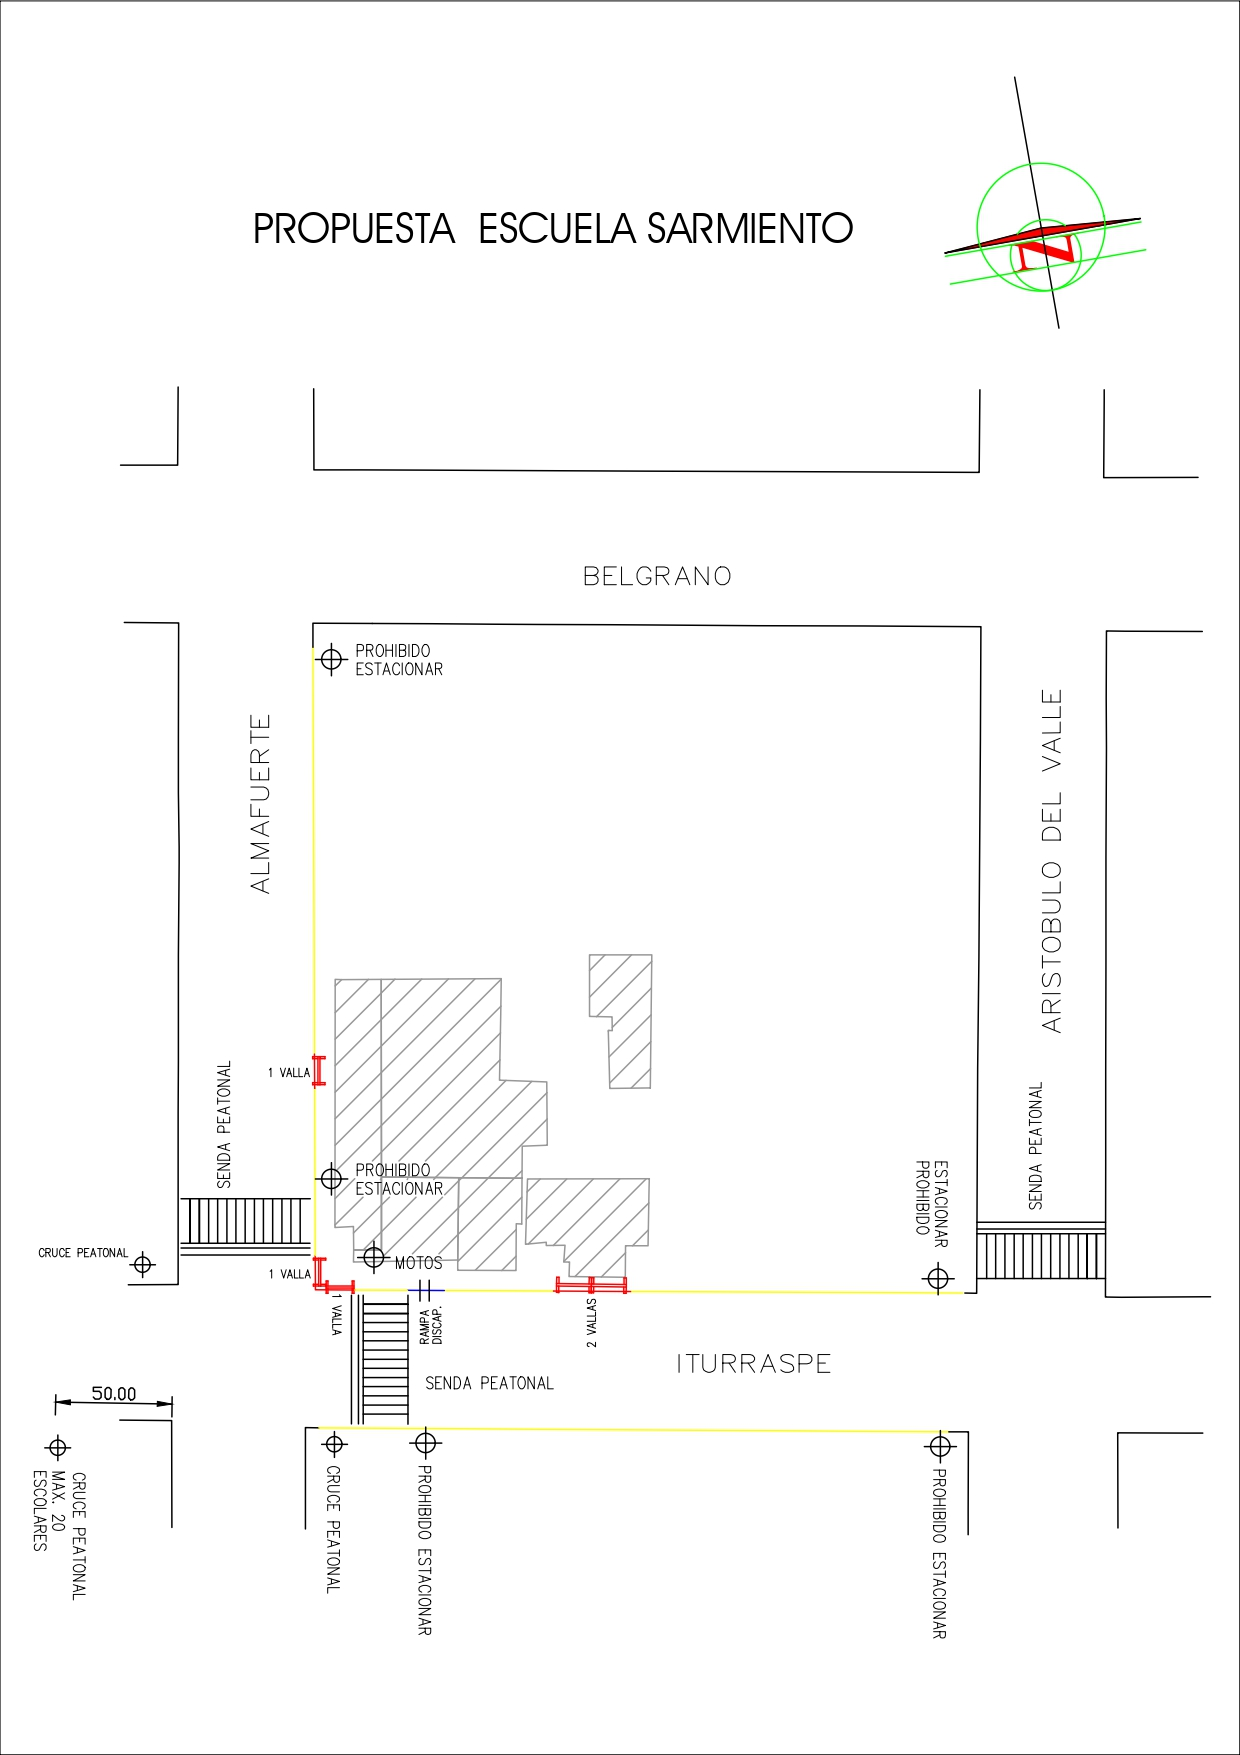 PROPUESTA ESCUELA SARMIENTO
N
BELGRANO
PROHIBIDO
ESTACIONAR
ALMAFUERTE
ARISTOBULO DEL VALLE
1 VALLA
SENDA PEATONAL
SENDA PEATONAL
PROHIBIDO
ESTACIONAR
ESTACIONAR
PROHIBIDO
CRUCE PEATONAL
1 VALLA
MOTOS
1 VALLA
RAMPA
DISCAP.
2 VALLAS
ITURRASPE
SENDA PEATONAL
50.00
CRUCE PEATONAL
MAX. 20
ESCOLARES
CRUCE PEATONAL
PROHIBIDO ESTACIONAR
PROHIBIDO ESTACIONAR